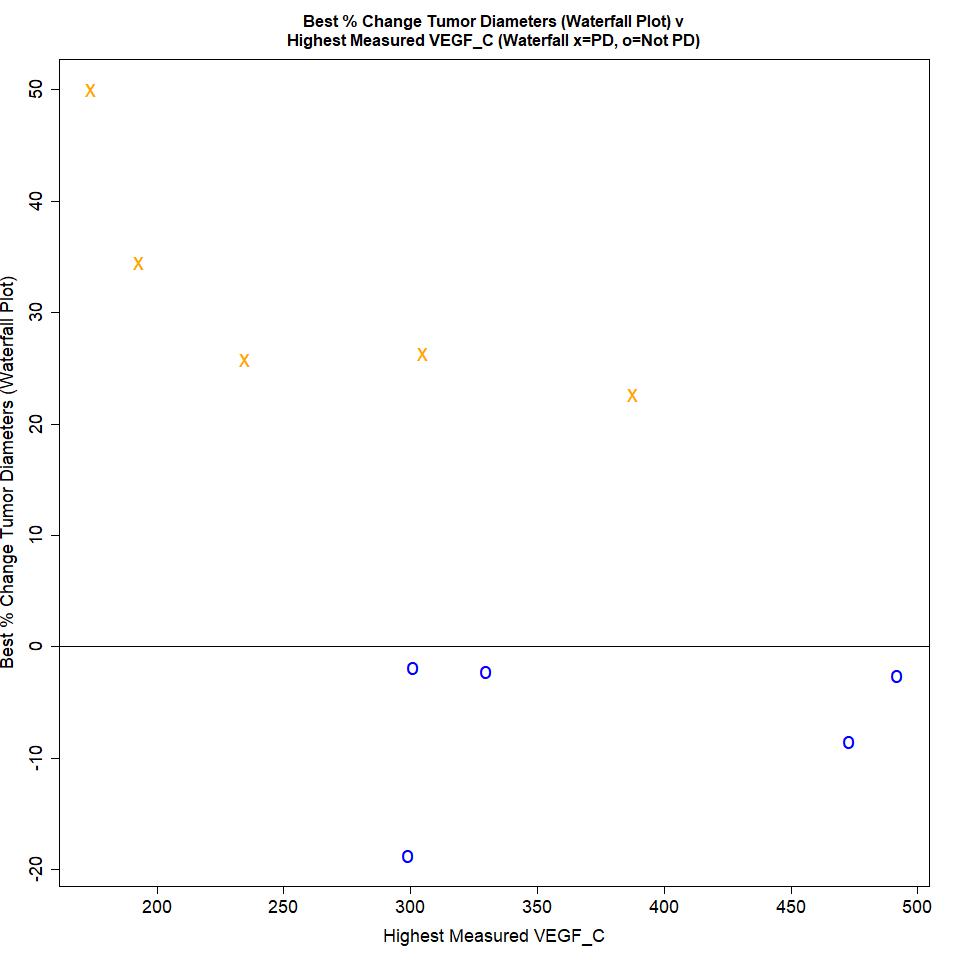 Best % Change Tumor Diameters (Waterfall Plot) v
Highest Measured VEGF_C (Waterfall x=PD, o=Not PD)
Best % Change Tumor Diameters (Waterfall Plot)
50
40
30
20
10
0
-10
-20
X
X
X
X
X
O
O
O
O
O
200
250
300
350
400
450
500
Highest Measured VEGF_C